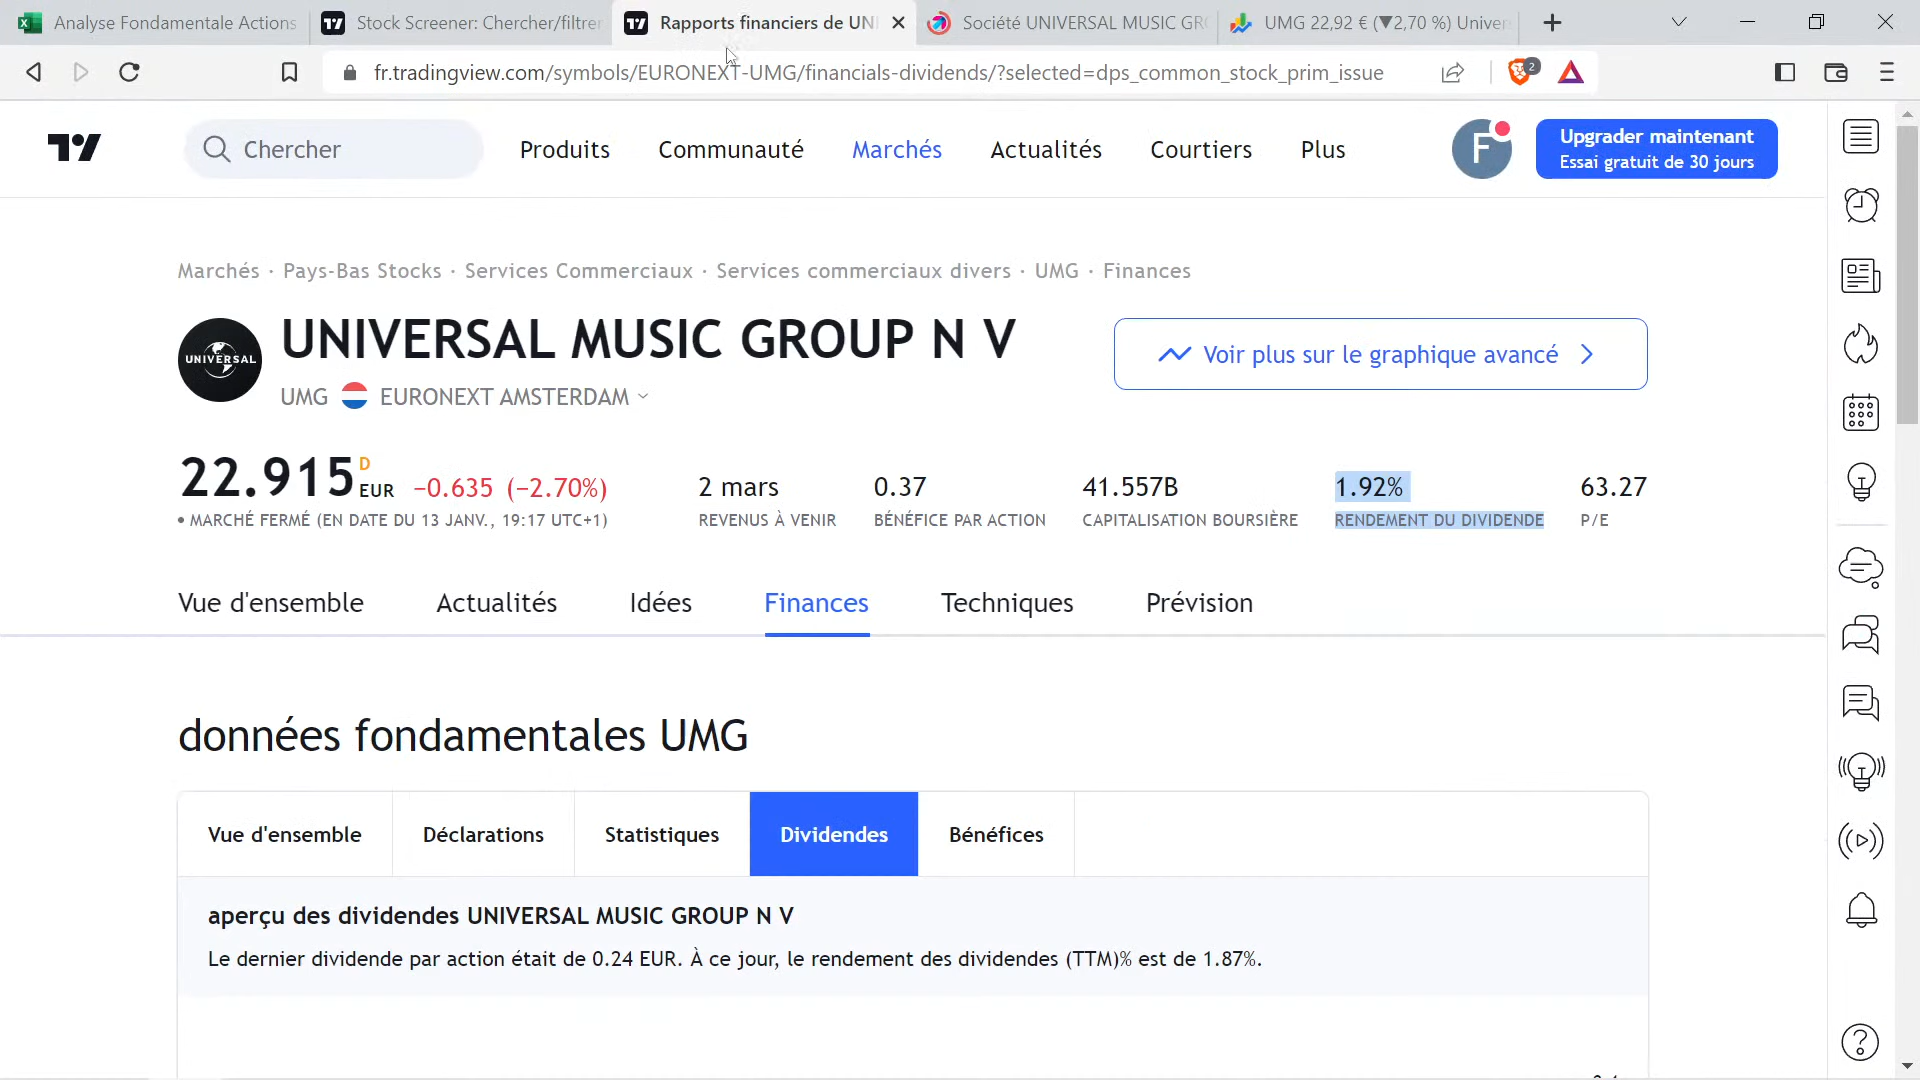 Analyse Fondamentale Actions
Stock Screener: Chercher/filtrer
Rapports financiers de UNI
Société UNIVERSAL MUSIC GR
UMG 22,92 € (▼2,70 %) Univer
fr.tradingview.com/symbols/EURONEXT-UMG/financials-dividends/?selected=dps_common_stock_prim_issue
2
Chercher
Produits
Communauté
Marchés
Actualités
Courtiers
Plus
F
Upgrader maintenant
Essai gratuit de 30 jours
Marchés · Pays-Bas Stocks · Services Commerciaux · Services commerciaux divers · UMG · Finances
UNIVERSAL
UNIVERSAL MUSIC GROUP N V
UMG EURONEXT AMSTERDAM
Voir plus sur le graphique avancé
22.915 D EUR −0.635 (−2.70%)
• MARCHÉ FERMÉ (EN DATE DU 13 JANV., 19:17 UTC+1)
2 mars
REVENUS À VENIR
0.37
BÉNÉFICE PAR ACTION
41.557B
CAPITALISATION BOURSIÈRE
1.92%
RENDEMENT DU DIVIDENDE
63.27
P/E
Vue d'ensemble
Actualités
Idées
Finances
Techniques
Prévision
données fondamentales UMG
Vue d'ensemble
Déclarations
Statistiques
Dividendes
Bénéfices
aperçu des dividendes UNIVERSAL MUSIC GROUP N V
Le dernier dividende par action était de 0.24 EUR. À ce jour, le rendement des dividendes (TTM)% est de 1.87%.